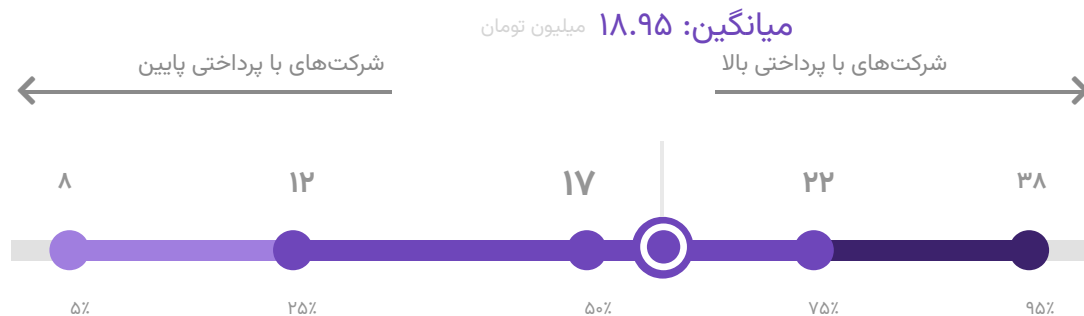 میانگین: ۱۸.۹۵ میلیون تومان
شرکت‌های با پرداختی بالا
شرکت‌های با پرداختی پایین
۸ ۱۲ ۱۷ ۲۲ ۳۸
۵٪ ۲۵٪ ۵۰٪ ۷۵٪ ۹۵٪